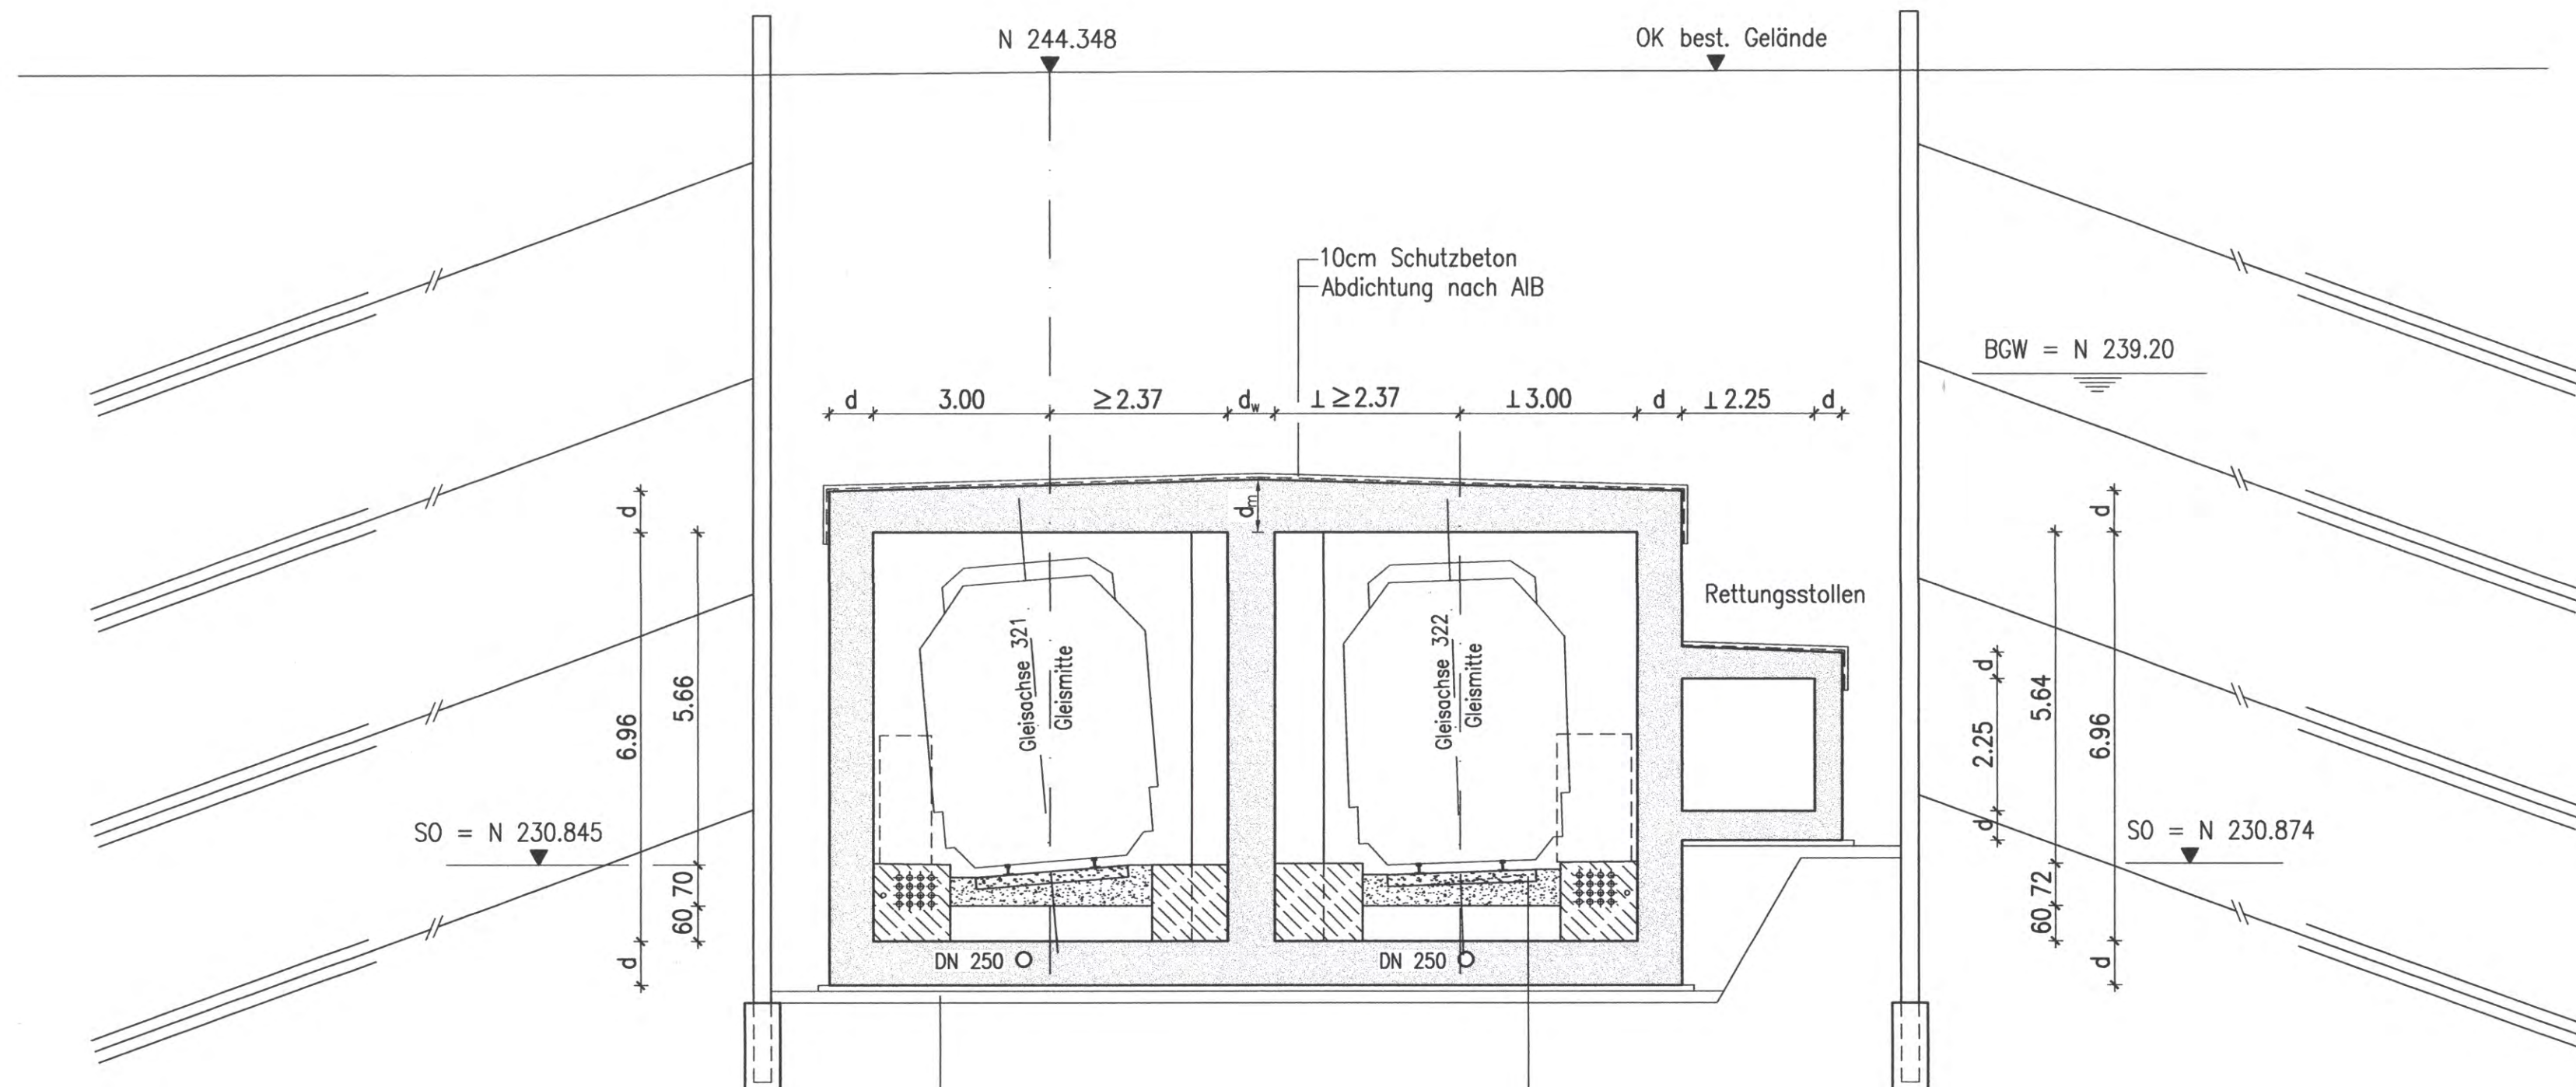 N 244.348
OK best. Gelände
10cm Schutzbeton
Abdichtung nach AIB
BGW = N 239.20
d 3.00 ≥2.37 dw ⊥≥2.37 ⊥3.00 d ⊥2.25 d
dm
d
6.96
d
5.66
70
60
SO = N 230.845
Gleisachse 321
Gleismitte
Gleisachse 322
Gleismitte
Rettungsstollen
d
2.25
d
5.64
72
60
d
6.96
d
SO = N 230.874
DN 250
DN 250